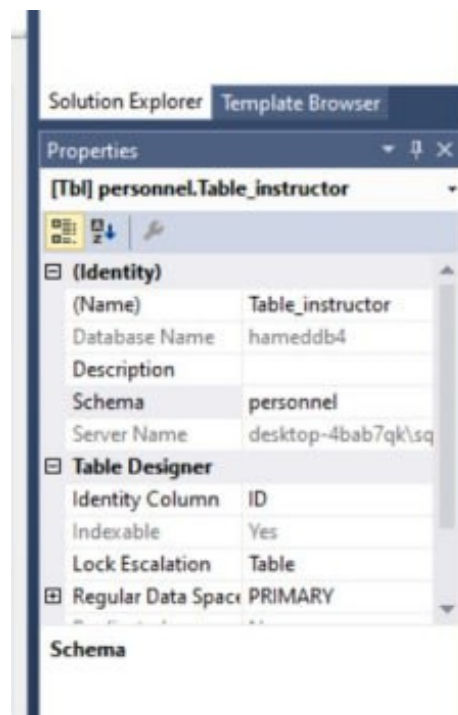 Solution Explorer Template Browser
Properties
[Tbl] personnel.Table_instructor
(Identity)
(Name) Table_instructor
Database Name hameddb4
Description
Schema personnel
Server Name desktop-4bab7qk\sq
Table Designer
Identity Column ID
Indexable Yes
Lock Escalation Table
Regular Data Space PRIMARY
Schema